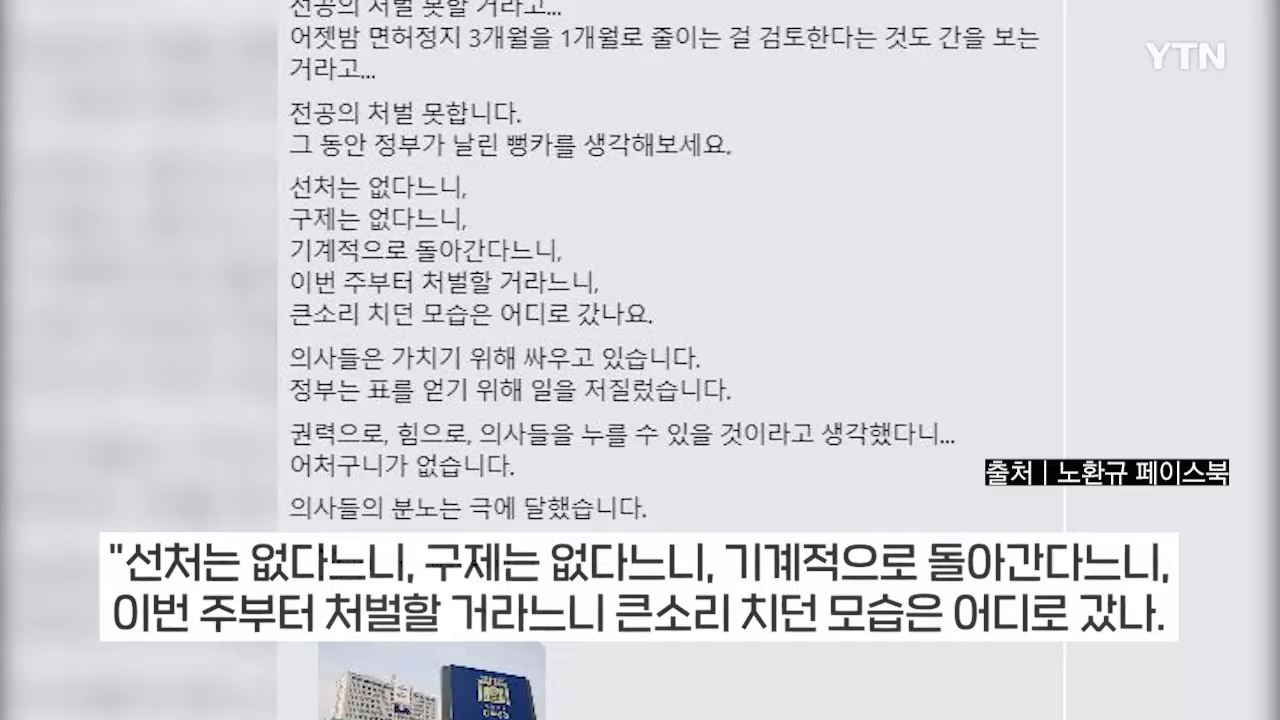 전공의 처벌 못할 거라고...
어젯밤 면허정지 3개월을 1개월로 줄이는 걸 검토한다는 것도 간을 보는
거라고...
YTN
전공의 처벌 못합니다.
그 동안 정부가 날린 뻥카를 생각해보세요.
선처는 없다느니,
구제는 없다느니,
기계적으로 돌아간다느니,
이번 주부터 처벌할 거라느니,
큰소리 치던 모습은 어디로 갔나요.
의사들은 가치기 위해 싸우고 있습니다.
정부는 표를 얻기 위해 일을 저질렀습니다.
권력으로, 힘으로, 의사들을 누를 수 있을 것이라고 생각했다니...
어처구니가 없습니다.
출처 | 노환규 페이스북
의사들의 분노는 극에 달했습니다.
"선처는 없다느니, 구제는 없다느니, 기계적으로 돌아간다느니,
이번 주부터 처벌할 거라느니 큰소리 치던 모습은 어디로 갔나.